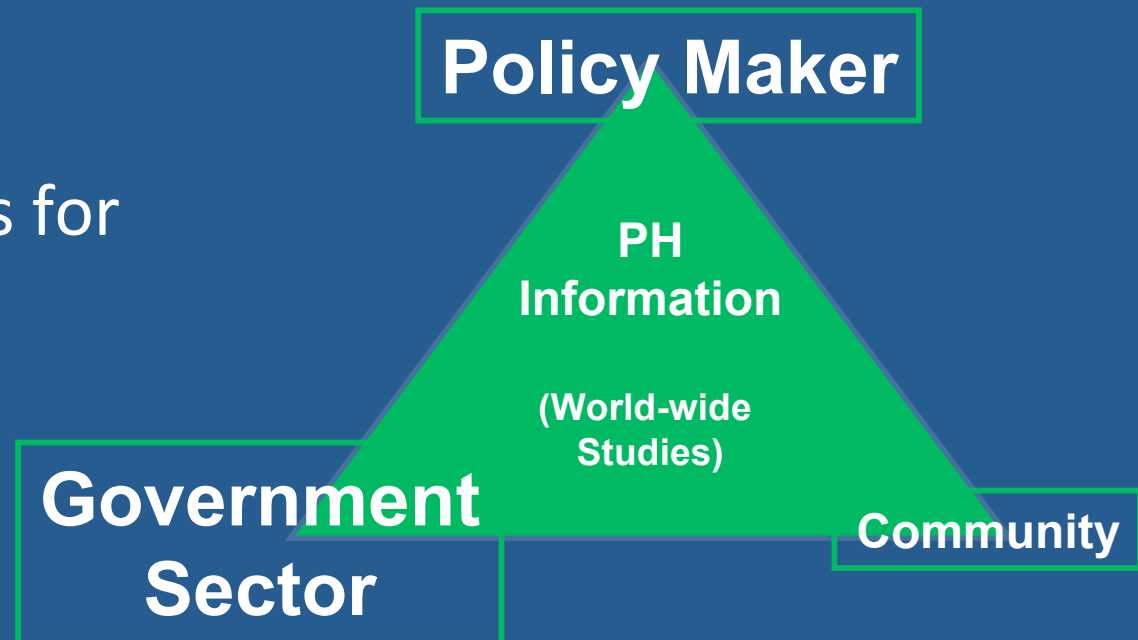 Policy Maker
s for
PH
Information
(World-wide
Studies)
Government
Sector
Community